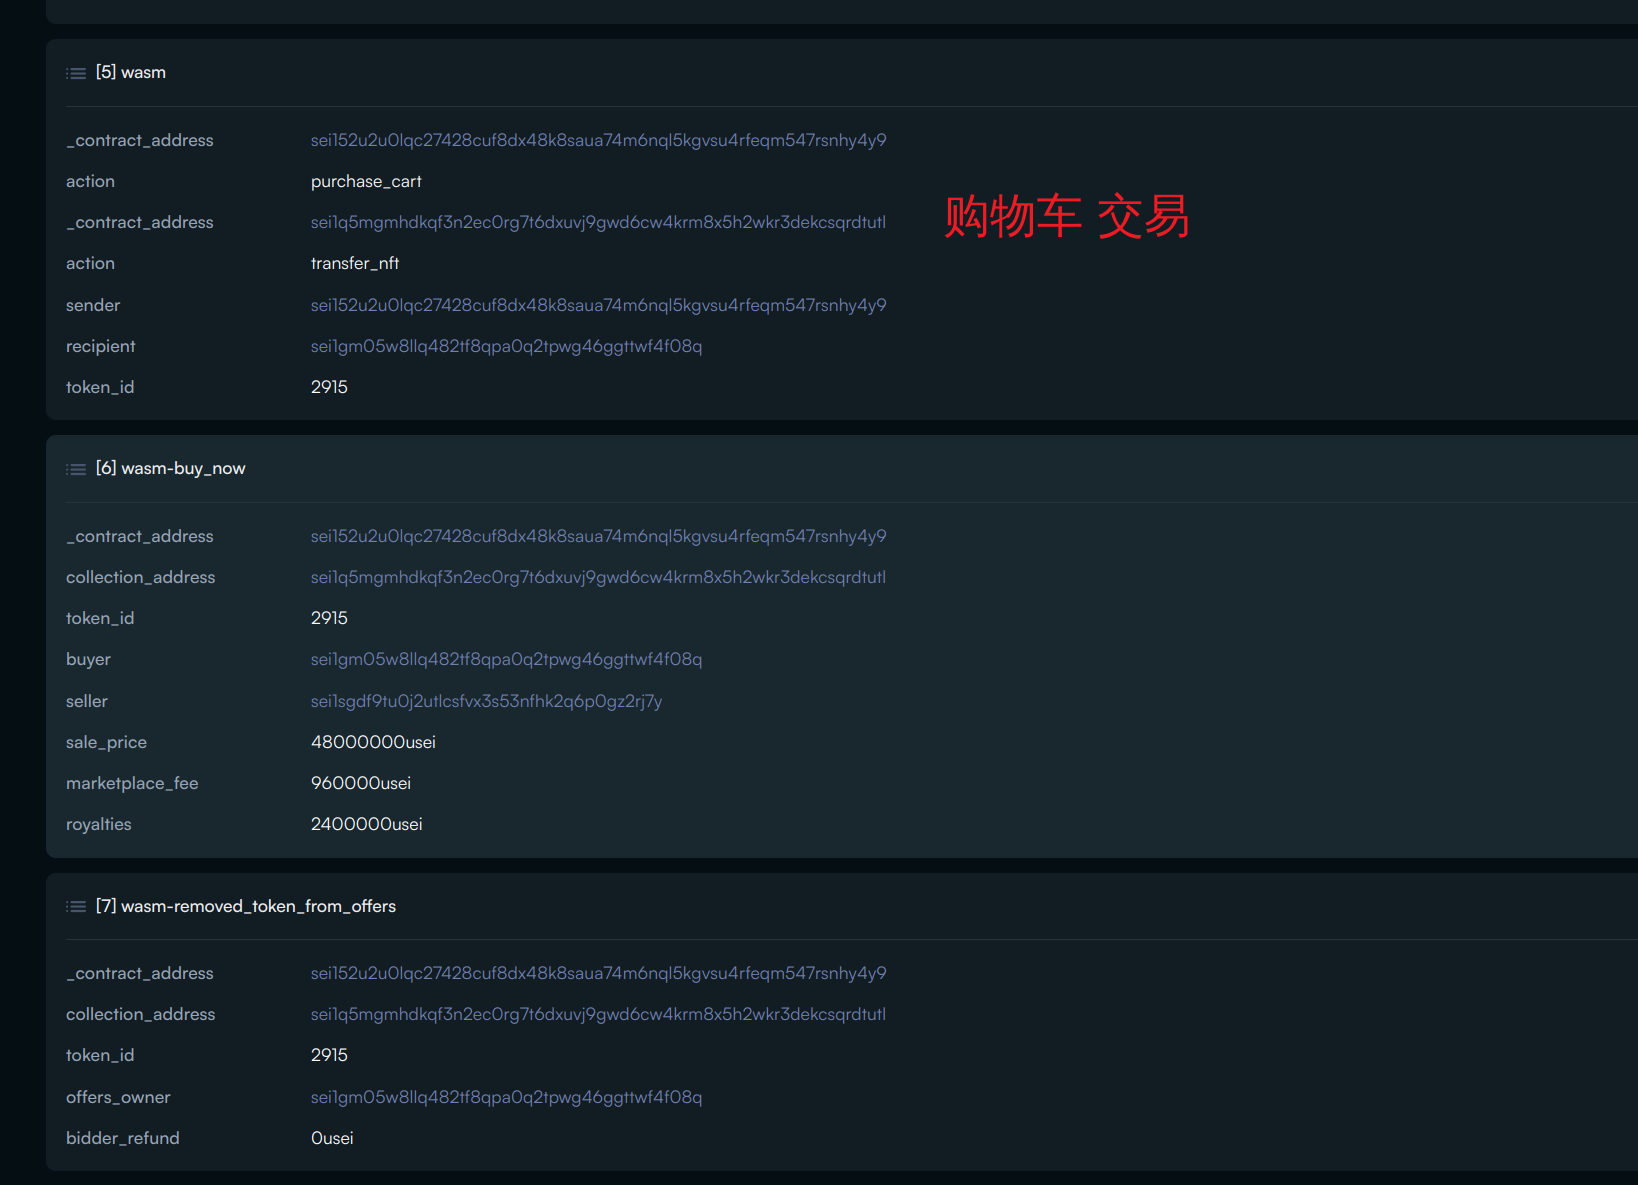 [5] wasm
_contract_address sei152u2u0lqc27428cuf8dx48k8saua74m6nql5kgvsu4rfeqm547rsnhy4y9
action purchase_cart
_contract_address sei1q5mgmhdkqf3n2ec0rg7t6dxuvj9gwd6cw4krm8x5h2wkr3dekcsqrdtutl
购物车 交易
action transfer_nft
sender sei152u2u0lqc27428cuf8dx48k8saua74m6nql5kgvsu4rfeqm547rsnhy4y9
recipient sei1gm05w8llq482tf8qpa0q2tpwg46ggttwf4f08q
token_id 2915
[6] wasm-buy_now
_contract_address sei152u2u0lqc27428cuf8dx48k8saua74m6nql5kgvsu4rfeqm547rsnhy4y9
collection_address sei1q5mgmhdkqf3n2ec0rg7t6dxuvj9gwd6cw4krm8x5h2wkr3dekcsqrdtutl
token_id 2915
buyer sei1gm05w8llq482tf8qpa0q2tpwg46ggttwf4f08q
seller sei1sgdf9tu0j2utlcsfvx3s53nfhk2q6p0gz2rj7y
sale_price 48000000usei
marketplace_fee 960000usei
royalties 2400000usei
[7] wasm-removed_token_from_offers
_contract_address sei152u2u0lqc27428cuf8dx48k8saua74m6nql5kgvsu4rfeqm547rsnhy4y9
collection_address sei1q5mgmhdkqf3n2ec0rg7t6dxuvj9gwd6cw4krm8x5h2wkr3dekcsqrdtutl
token_id 2915
offers_owner sei1gm05w8llq482tf8qpa0q2tpwg46ggttwf4f08q
bidder_refund 0usei